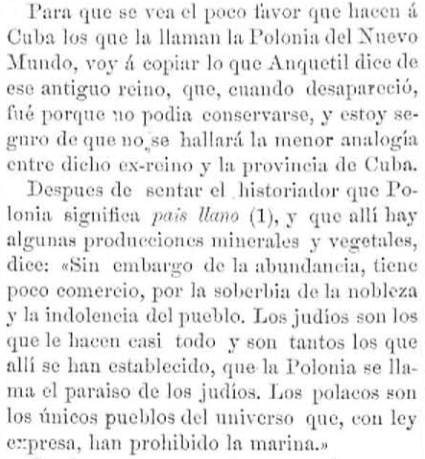 Para que se vea el poco favor que hacen á
Cuba los que la llaman la Polonia del Nuevo
Mundo, voy á copiar lo que Anquetil dice de
ese antiguo reino, que, cuando desapareció,
fué porque no podia conservarse, y estoy se-
guro de que no se hallará la menor analogía
entre dicho ex-reino y la provincia de Cuba.
Despues de sentar el historiador que Po-
lonia significa pais llano (1), y que allí hay
algunas producciones minerales y vegetales,
dice: «Sin embargo de la abundancia, tiene
poco comercio, por la soberbia de la nobleza
y la indolencia del pueblo. Los judíos son los
que le hacen casi todo y son tantos los que
allí se han establecido, que la Polonia se lla-
ma el paraiso de los judíos. Los polacos son
los únicos pueblos del universo que, con ley
expresa, han prohibido la marina.»